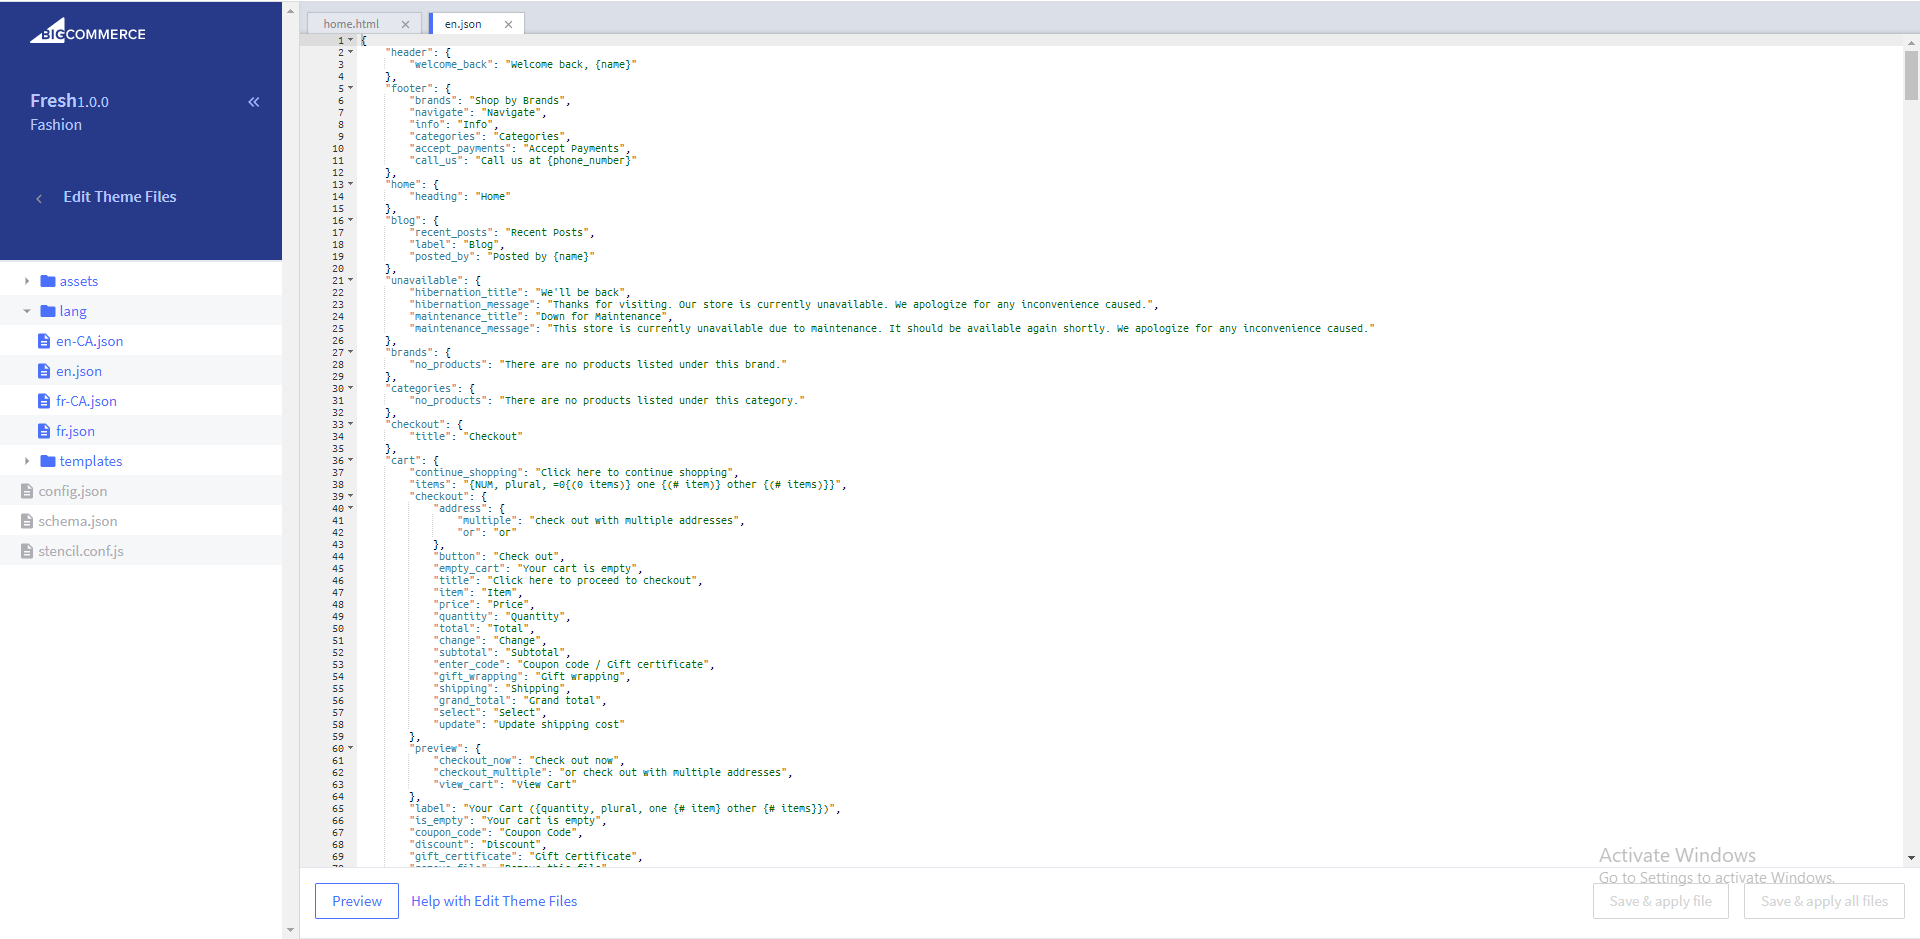 BIGCOMMERCE
Fresh1.0.0
Fashion
Edit Theme Files
assets
lang
en-CA.json
en.json
fr-CA.json
fr.json
templates
config.json
schema.json
stencil.conf.js
home.html
en.json
1 {
2 "header": {
3 "welcome_back": "Welcome back, {name}"
4 },
5 "footer": {
6 "brands": "Shop by Brands",
7 "navigate": "Navigate",
8 "info": "Info",
9 "categories": "Categories",
10 "accept_payments": "Accept Payments",
11 "call_us": "Call us at {phone_number}"
12 },
13 "home": {
14 "heading": "Home"
15 },
16 "blog": {
17 "recent_posts": "Recent Posts",
18 "label": "Blog",
19 "posted_by": "Posted by {name}"
20 },
21 "unavailable": {
22 "hibernation_title": "We'll be back",
23 "hibernation_message": "Thanks for visiting. Our store is currently unavailable. We apologize for any inconvenience caused.",
24 "maintenance_title": "Down for Maintenance",
25 "maintenance_message": "This store is currently unavailable due to maintenance. It should be available again shortly. We apologize for any inconvenience caused."
26 },
27 "brands": {
28 "no_products": "There are no products listed under this brand."
29 },
30 "categories": {
31 "no_products": "There are no products listed under this category."
32 },
33 "checkout": {
34 "title": "Checkout"
35 },
36 "cart": {
37 "continue_shopping": "Click here to continue shopping",
38 "items": "{NUM, plural, =0{(0 items)} one {(# item)} other {(# items)}}",
39 "checkout": {
40 "address": {
41 "multiple": "check out with multiple addresses",
42 "or": "or"
43 },
44 "button": "Check out",
45 "empty_cart": "Your cart is empty",
46 "title": "Click here to proceed to checkout",
47 "item": "Item",
48 "price": "Price",
49 "quantity": "Quantity",
50 "total": "Total",
51 "change": "Change",
52 "subtotal": "Subtotal",
53 "enter_code": "Coupon code / Gift certificate",
54 "gift_wrapping": "Gift wrapping",
55 "shipping": "Shipping",
56 "grand_total": "Grand total",
57 "select": "Select",
58 "update": "Update shipping cost"
59 },
60 "preview": {
61 "checkout_now": "Check out now",
62 "checkout_multiple": "or check out with multiple addresses",
63 "view_cart": "View Cart"
64 },
65 "label": "Your Cart ({quantity, plural, one {# item} other {# items}})",
66 "is_empty": "Your cart is empty",
67 "coupon_code": "Coupon Code",
68 "discount": "Discount",
69 "gift_certificate": "Gift Certificate",
Activate Windows
Go to Settings to activate Windows.
Preview
Help with Edit Theme Files
Save & apply file
Save & apply all files